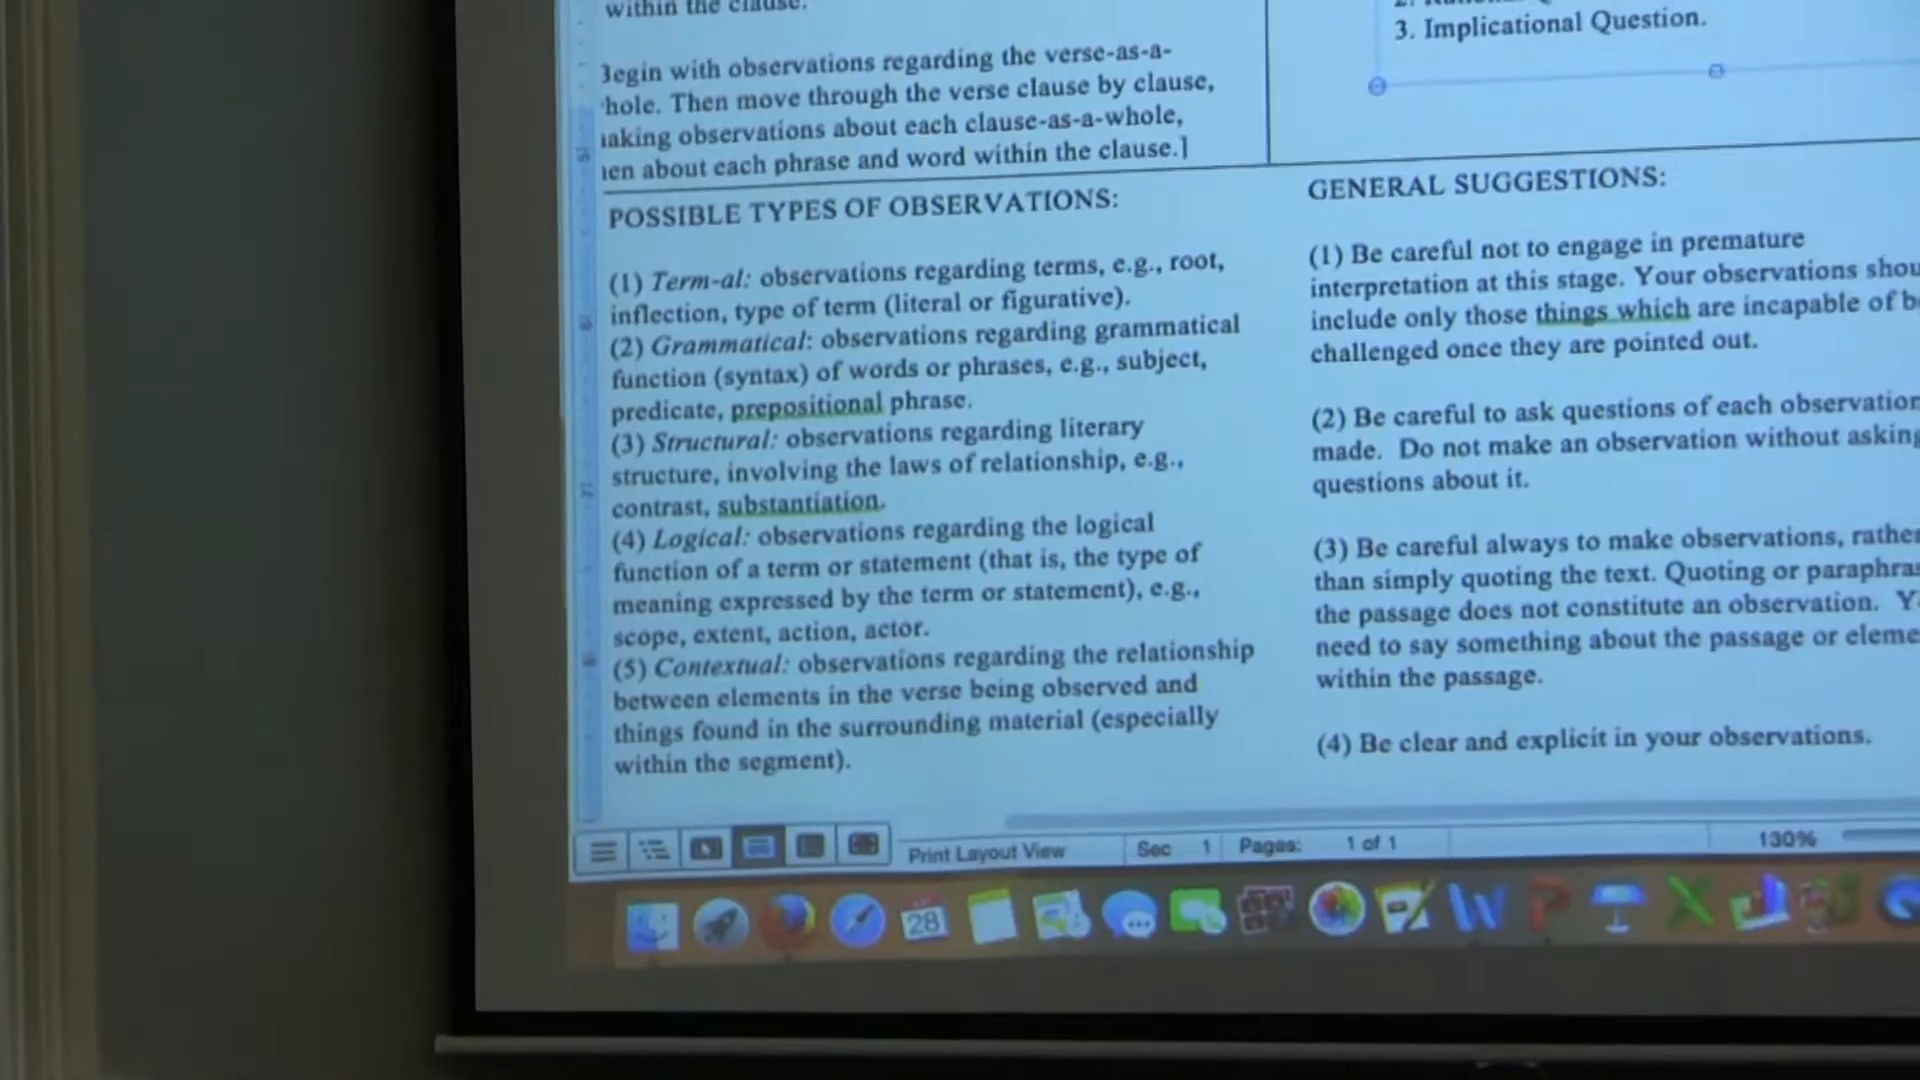 within the clause.
3. Implicational Question.
egin with observations regarding the verse-as-a-
hole. Then move through the verse clause by clause,
aking observations about each clause-as-a-whole,
en about each phrase and word within the clause.]
POSSIBLE TYPES OF OBSERVATIONS:
(1) Term-al: observations regarding terms, e.g., root,
inflection, type of term (literal or figurative).
(2) Grammatical: observations regarding grammatical
function (syntax) of words or phrases, e.g., subject,
predicate, prepositional phrase.
(3) Structural: observations regarding literary
structure, involving the laws of relationship, e.g.,
contrast, substantiation.
(4) Logical: observations regarding the logical
function of a term or statement (that is, the type of
meaning expressed by the term or statement), e.g.,
scope, extent, action, actor.
(5) Contextual: observations regarding the relationship
between elements in the verse being observed and
things found in the surrounding material (especially
within the segment).
GENERAL SUGGESTIONS:
(1) Be careful not to engage in premature
interpretation at this stage. Your observations shou
include only those things which are incapable of b
challenged once they are pointed out.
(2) Be careful to ask questions of each observation
made. Do not make an observation without asking
questions about it.
(3) Be careful always to make observations, rather
than simply quoting the text. Quoting or paraphras
the passage does not constitute an observation. Y
need to say something about the passage or eleme
within the passage.
(4) Be clear and explicit in your observations.
Print Layout View Sec 1 Pages: 1 of 1 130%
28